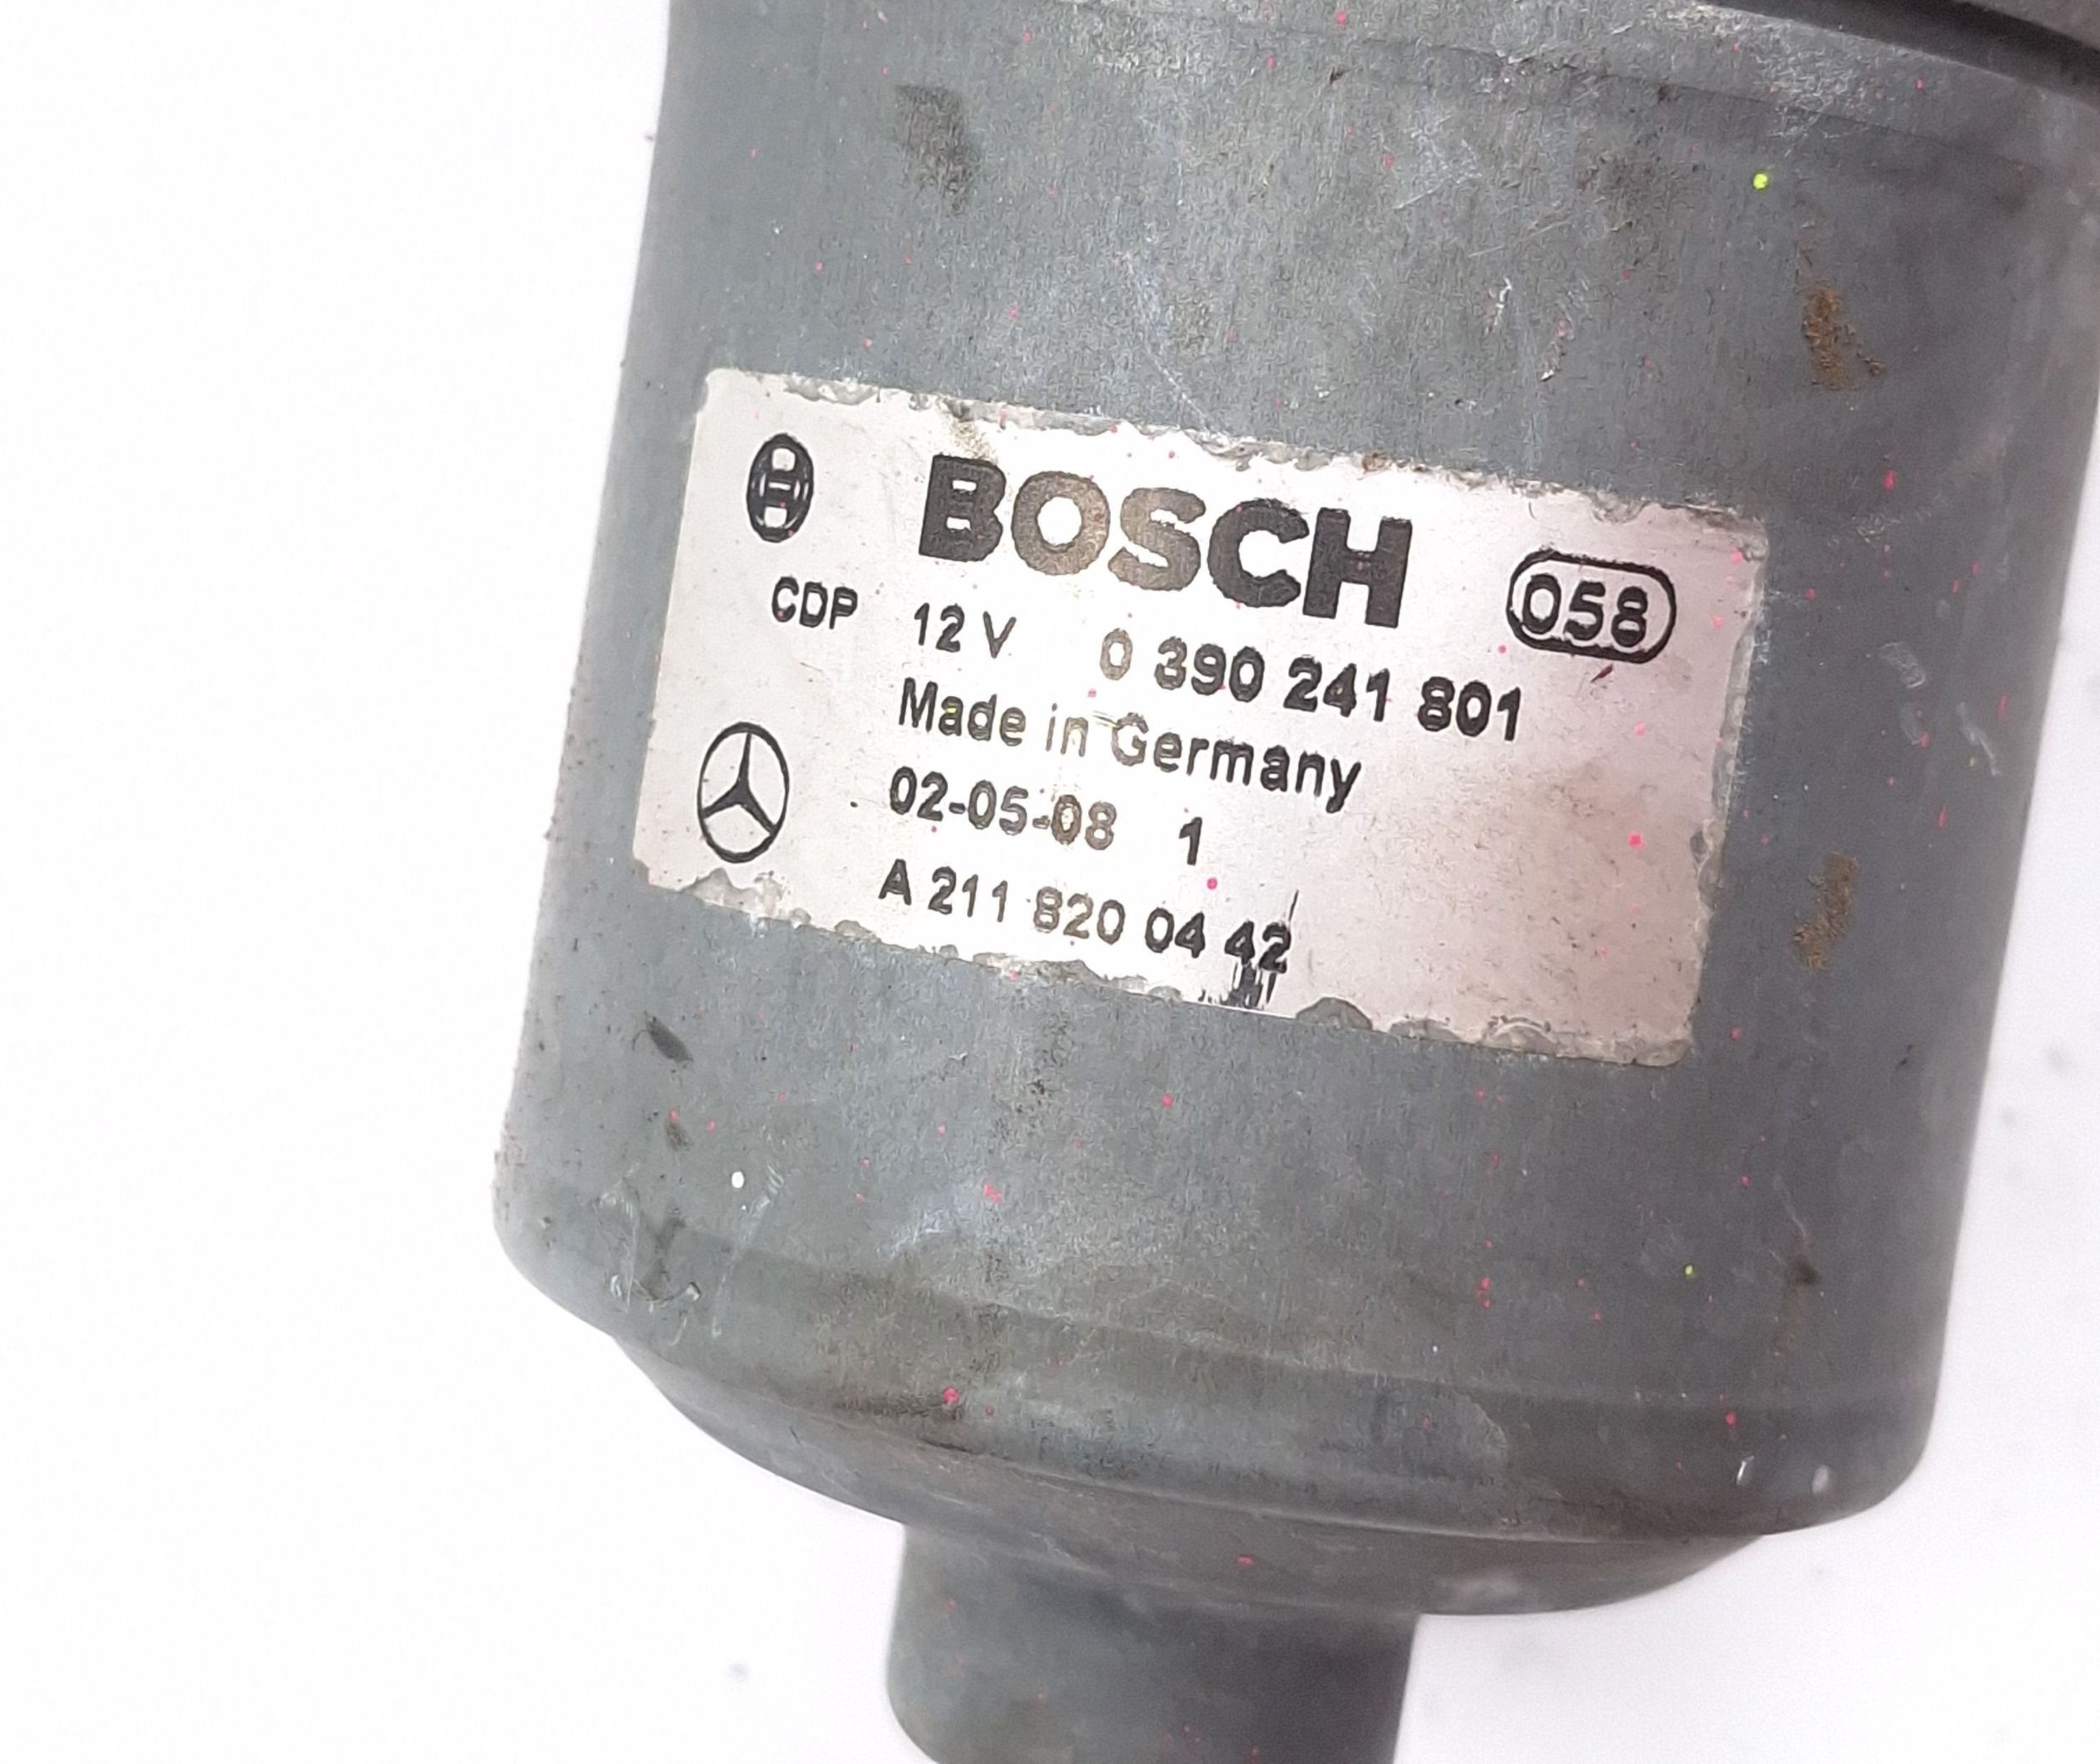 BOSCH 058
CDP 12 V 0 390 241 801
Made in Germany
02-05-08 1
A 211 820 04 42